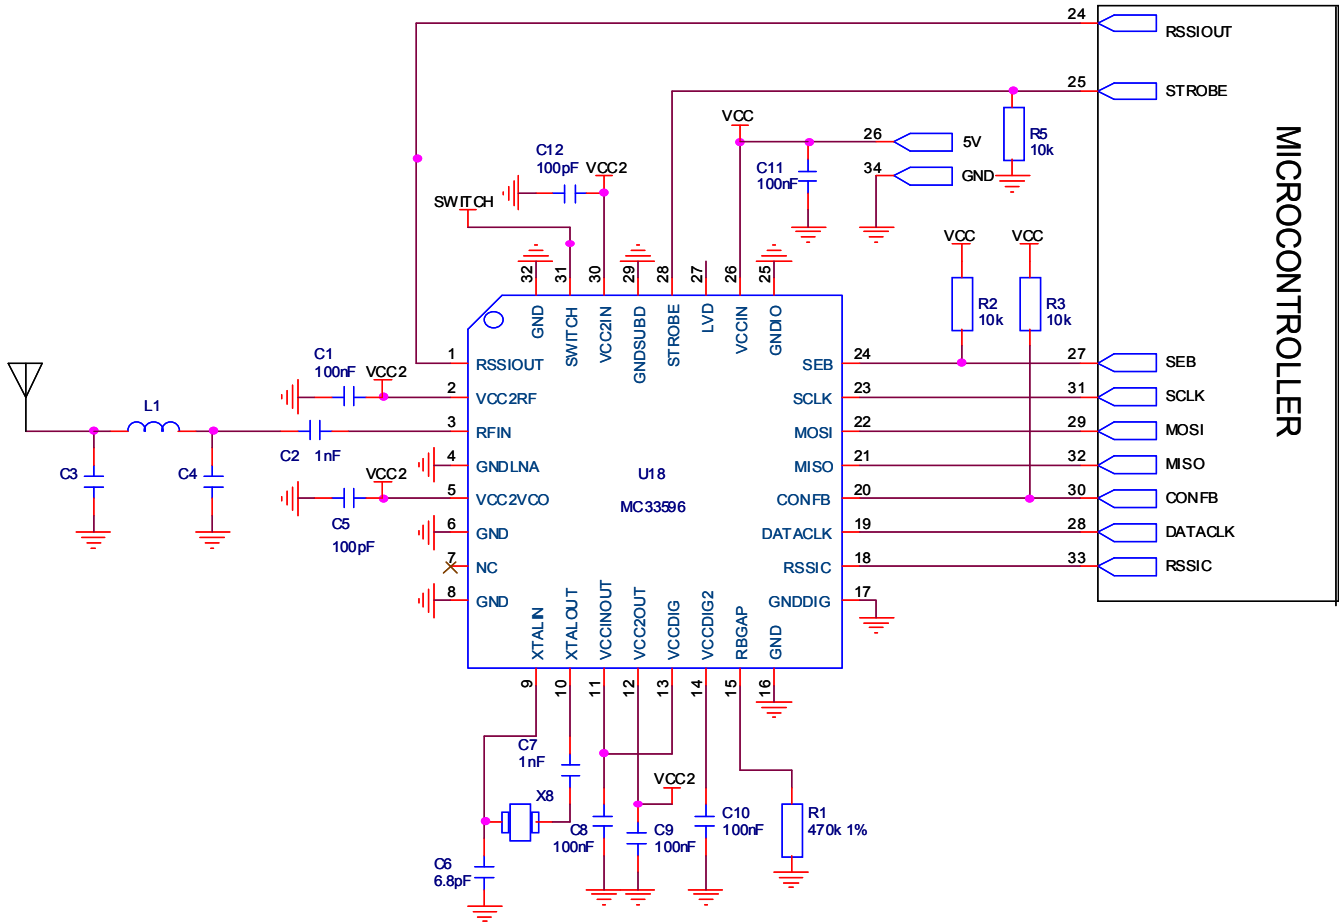 24
RSSIOUT
25
STROBE
MICROCONTROLLER
VCC
26
5V
R5
10k
C12
100pF
VCC2
C11
100nF
34
GND
SWITCH
VCC
VCC
32
31
30
29
28
27
26
25
GND
SWITCH
VCC2IN
GNDSUBD
STROBE
LVD
VCCIN
GNDIO
R2
10k
R3
10k
C1
100nF
VCC2
1
RSSIOUT
SEB
24
27
SEB
2
VCC2RF
SCLK
23
31
SCLK
L1
3
RFIN
MOSI
22
29
MOSI
C2
1nF
4
GNDLNA
MISO
21
32
MISO
C3
C4
VCC2
U18
MC33596
5
VCC2VCO
CONFB
20
30
CONFB
C5
100pF
6
GND
DATACLK
19
28
DATACLK
7
NC
RSSIC
18
33
RSSIC
8
GND
GNDDIG
17
XTALIN
XTALOUT
VCCINOUT
VCC2OUT
VCCDIG
VCCDIG2
RBGAP
GND
9
10
11
12
13
14
15
16
C7
1nF
VCC2
X8
C8
100nF
C9
100nF
C10
100nF
R1
470k 1%
C6
6.8pF